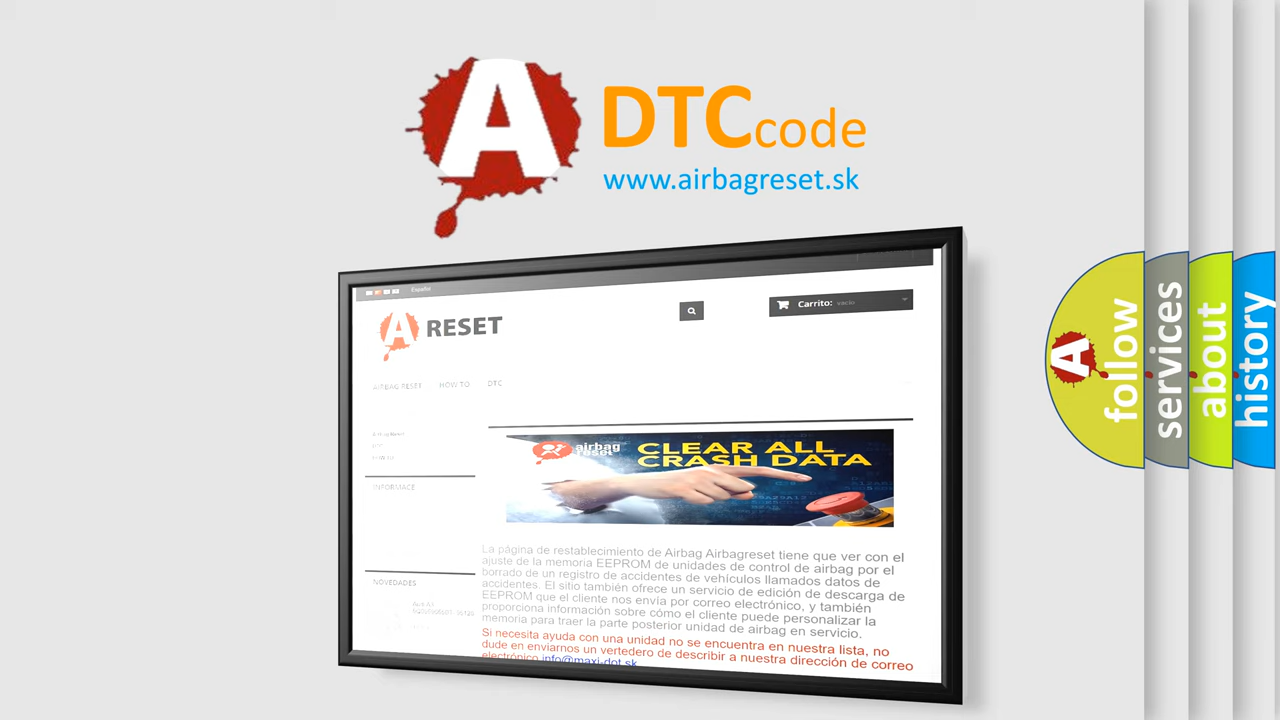 A
DTCcode
www.airbagreset.sk
Español
Carrito: vacío
A RESET
AIRBAG RESET HOW TO DTC
INFORMACE
NOVEDADES
airbag
reset
CLEAR ALL
CRASH DATA
La página de restablecimiento de Airbag Airbagreset tiene que ver con el
ajuste de la memoria EEPROM de unidades de control de airbag por el
borrado de un registro de accidentes de vehículos llamados datos de
accidentes. El sitio también ofrece un servicio de edición de descarga de
EEPROM que el cliente nos envía por correo electrónico, y también
proporciona información sobre cómo el cliente puede personalizar la
memoria para traer la parte posterior unidad de airbag en servicio.
Si necesita ayuda con una unidad no se encuentra en nuestra lista, no
dude en enviarnos un vertedero de describir a nuestra dirección de correo
electrónico info@maxi-dot.sk
A
follow
services
about
history